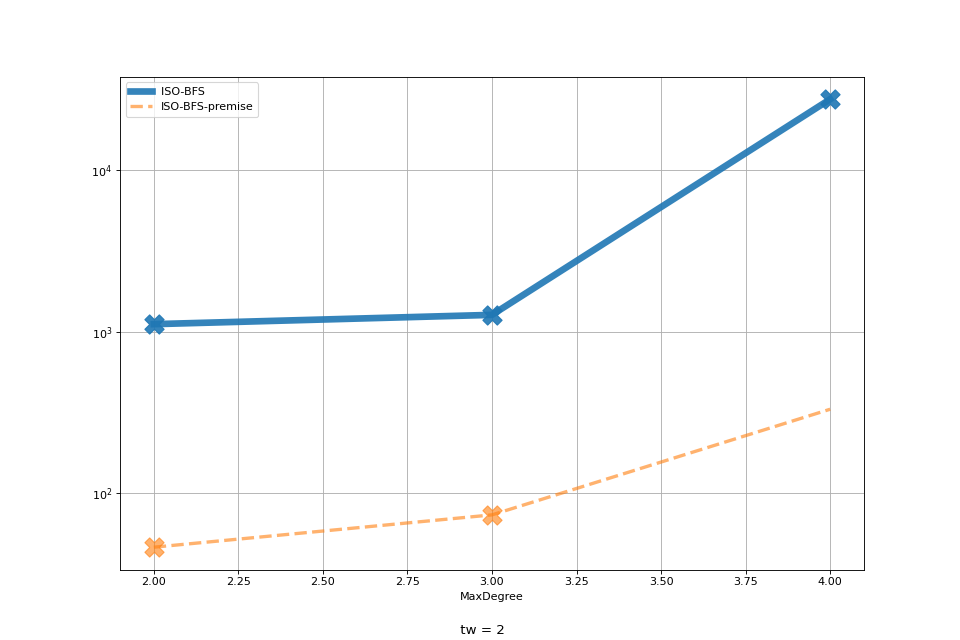 ISO-BFS
ISO-BFS-premise
10^4
10^3
10^2
2.00 2.25 2.50 2.75 3.00 3.25 3.50 3.75 4.00
MaxDegree
tw = 2